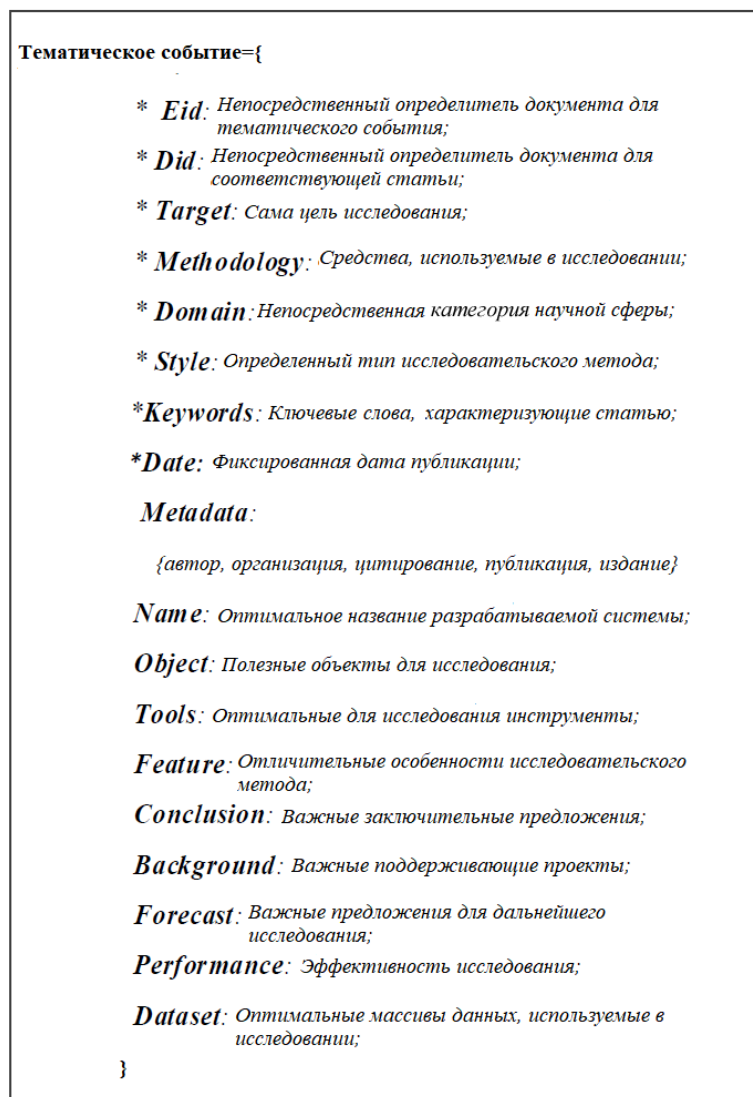 Тематическое событие={
* Eid: Непосредственный определитель документа для
тематического события;
* Did: Непосредственный определитель документа для
соответствующей статьи;
* Target: Сама цель исследования;
* Methodology: Средства, используемые в исследовании;
* Domain: Непосредственная категория научной сферы;
* Style: Определенный тип исследовательского метода;
*Keywords: Ключевые слова, характеризующие статью;
*Date: Фиксированная дата публикации;
Metadata:
{автор, организация, цитирование, публикация, издание}
Name: Оптимальное название разрабатываемой системы;
Object: Полезные объекты для исследования;
Tools: Оптимальные для исследования инструменты;
Feature: Отличительные особенности исследовательского
метода;
Conclusion: Важные заключительные предложения;
Background: Важные поддерживающие проекты;
Forecast: Важные предложения для дальнейшего
исследования;
Performance: Эффективность исследования;
Dataset: Оптимальные массивы данных, используемые в
исследовании;
}